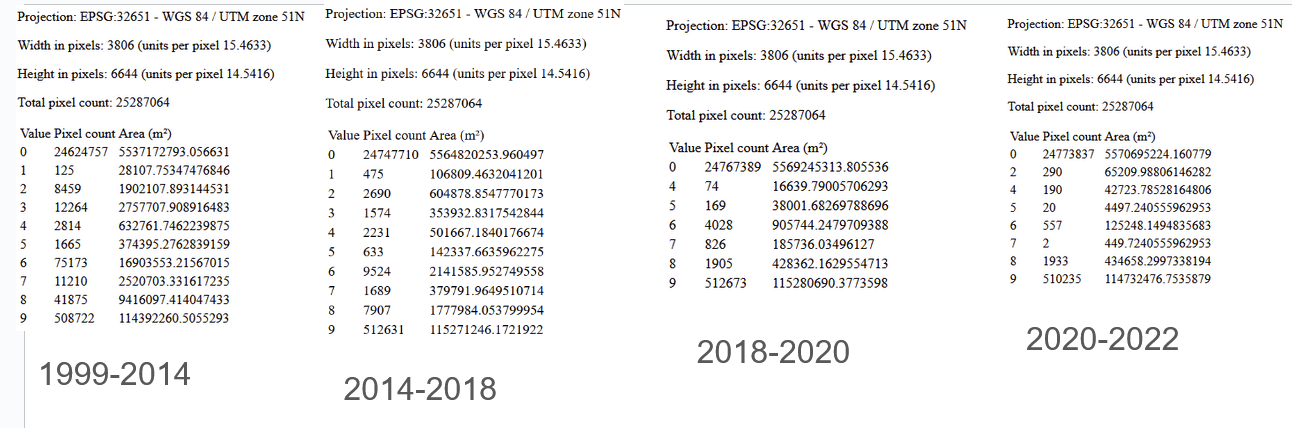 Projection: EPSG:32651 - WGS 84 / UTM zone 51N
Width in pixels: 3806 (units per pixel 15.4633)
Height in pixels: 6644 (units per pixel 14.5416)
Total pixel count: 25287064
Value Pixel count Area (m²)
0 24624757 5537172793.056631
1 125 28107.75347476846
2 8459 1902107.893144531
3 12264 2757707.908916483
4 2814 632761.7462239875
5 1665 374395.2762839159
6 75173 16903553.21567015
7 11210 2520703.331617235
8 41875 9416097.414047433
9 508722 114392260.5055293
1999-2014
Projection: EPSG:32651 - WGS 84 / UTM zone 51N
Width in pixels: 3806 (units per pixel 15.4633)
Height in pixels: 6644 (units per pixel 14.5416)
Total pixel count: 25287064
Value Pixel count Area (m²)
0 24747710 5564820253.960497
1 475 106809.4632041201
2 2690 604878.8547770173
3 1574 353932.8317542844
4 2231 501667.1840176674
5 633 142337.6635962275
6 9524 2141585.952749558
7 1689 379791.9649510714
8 7907 1777984.053799954
9 512631 115271246.1721922
2014-2018
Projection: EPSG:32651 - WGS 84 / UTM zone 51N
Width in pixels: 3806 (units per pixel 15.4633)
Height in pixels: 6644 (units per pixel 14.5416)
Total pixel count: 25287064
Value Pixel count Area (m²)
0 24767389 5569245313.805536
4 74 16639.79005706293
5 169 38001.68269788696
6 4028 905744.2479709388
7 826 185736.03496127
8 1905 428362.1629554713
9 512673 115280690.3773598
2018-2020
Projection: EPSG:32651 - WGS 84 / UTM zone 51N
Width in pixels: 3806 (units per pixel 15.4633)
Height in pixels: 6644 (units per pixel 14.5416)
Total pixel count: 25287064
Value Pixel count Area (m²)
0 24773837 5570695224.160779
2 290 65209.98806146282
4 190 42723.78528164806
5 20 4497.240555962953
6 557 125248.1494835683
7 2 449.7240555962953
8 1933 434658.2997338194
9 510235 114732476.7535879
2020-2022